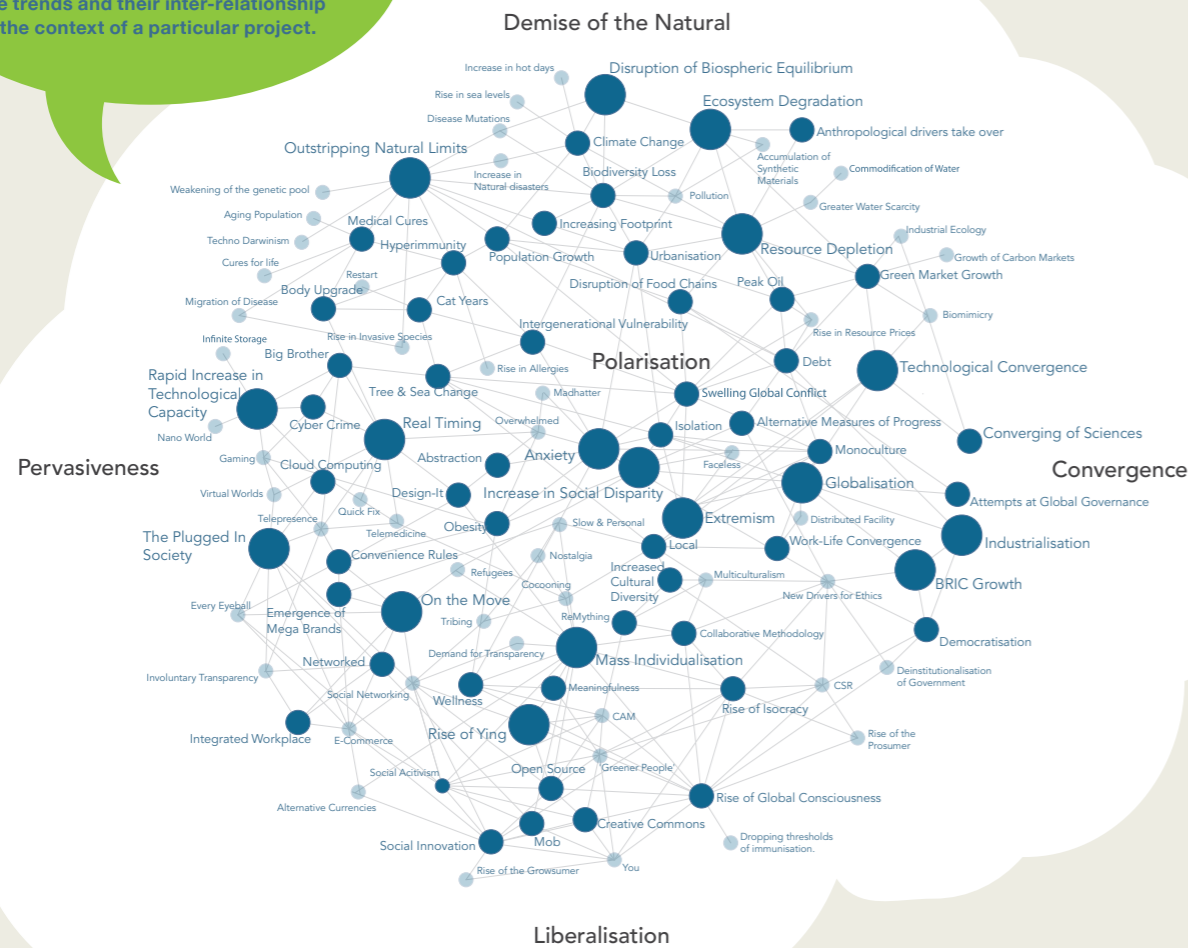 e trends and their inter-relationship
the context of a particular project.
Demise of the Natural
Increase in hot days
Disruption of Biospheric Equilibrium
Rise in sea levels
Ecosystem Degradation
Disease Mutations
Anthropological drivers take over
Climate Change
Outstripping Natural Limits
Accumulation of
Synthetic
Materials
Commodification of Water
Increase in
Natural disasters
Biodiversity Loss
Weakening of the genetic pool
Pollution
Greater Water Scarcity
Aging Population
Medical Cures
Increasing Footprint
Industrial Ecology
Techno Darwinism
Hyperimmunity
Population Growth
Urbanisation
Resource Depletion
Growth of Carbon Markets
Cures for life
Restart
Green Market Growth
Body Upgrade
Disruption of Food Chains
Peak Oil
Migration of Disease
Cat Years
Biomimicry
Intergenerational Vulnerability
Rise in Resource Prices
Infinite Storage
Rise in Invasive Species
Big Brother
Polarisation
Debt
Rise in Allergies
Technological Convergence
Rapid Increase in
Technological
Capacity
Tree & Sea Change
Madhatter
Swelling Global Conflict
Cyber Crime
Real Timing
Overwhelmed
Isolation
Alternative Measures of Progress
Nano World
Converging of Sciences
Gaming
Cloud Computing
Abstraction
Anxiety
Faceless
Monoculture
Pervasiveness
Convergence
Virtual Worlds
Design-It
Increase in Social Disparity
Globalisation
Attempts at Global Governance
Quick Fix
Telepresence
Telemedicine
Obesity
Slow & Personal
Extremism
Distributed Facility
The Plugged In
Society
Local
Work-Life Convergence
Industrialisation
Convenience Rules
Nostalgia
Increased
Cultural
Diversity
Refugees
Multiculturalism
BRIC Growth
Cocooning
New Drivers for Ethics
Every Eyeball
Emergence of
Mega Brands
On the Move
Tribing
ReMything
Collaborative Methodology
Democratisation
Demand for Transparency
Networked
Mass Individualisation
Involuntary Transparency
Deinstitutionalisation
of Government
Social Networking
Wellness
Meaningfulness
CSR
Rise of Isocracy
Integrated Workplace
E-Commerce
Rise of Ying
CAM
Rise of the
Prosumer
Social Acitivism
Open Source
'Greener People'
Alternative Currencies
Rise of Global Consciousness
Creative Commons
Social Innovation
Mob
Dropping thresholds
of immunisation.
Rise of the Growsumer
You
Liberalisation